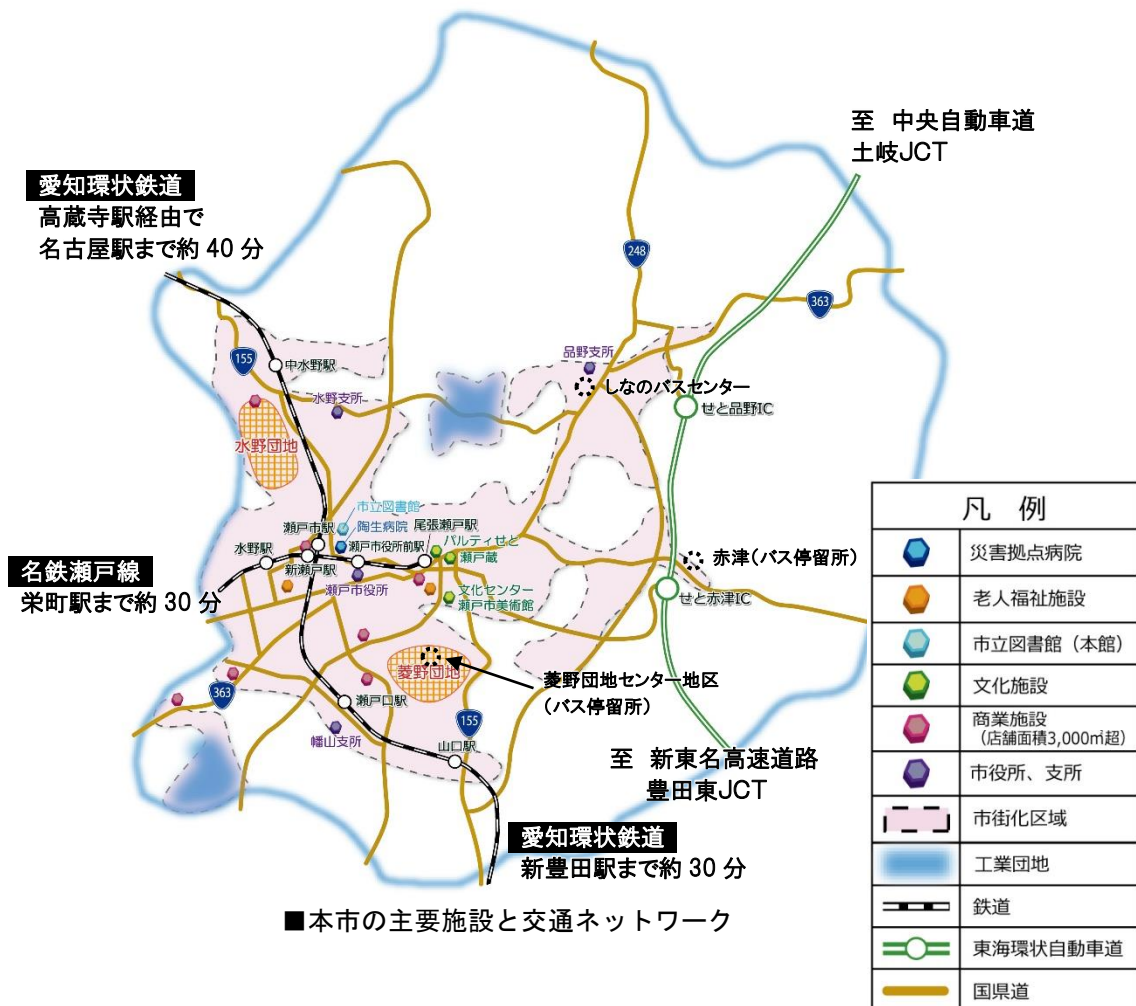 至 中央自動車道
土岐JCT
愛知環状鉄道
高蔵寺駅経由で
名古屋駅まで約 40 分
248
363
155
中水野駅
品野支所
しなのバスセンター
水野支所
せと品野IC
水野団地
市立図書館
陶生病院
瀬戸市駅
瀬戸市役所前駅
尾張瀬戸駅
パルティせと
瀬戸蔵
水野駅
新瀬戸駅
瀬戸市役所
文化センター
瀬戸市美術館
赤津(バス停留所)
せと赤津IC
名鉄瀬戸線
栄町駅まで約 30 分
菱野団地
菱野団地センター地区
(バス停留所)
363
瀬戸口駅
155
幡山支所
山口駅
至 新東名高速道路
豊田東JCT
愛知環状鉄道
新豊田駅まで約 30 分
■本市の主要施設と交通ネットワーク
凡 例
災害拠点病院
老人福祉施設
市立図書館（本館）
文化施設
商業施設
（店舗面積3,000㎡超）
市役所、支所
市街化区域
工業団地
鉄道
東海環状自動車道
国県道